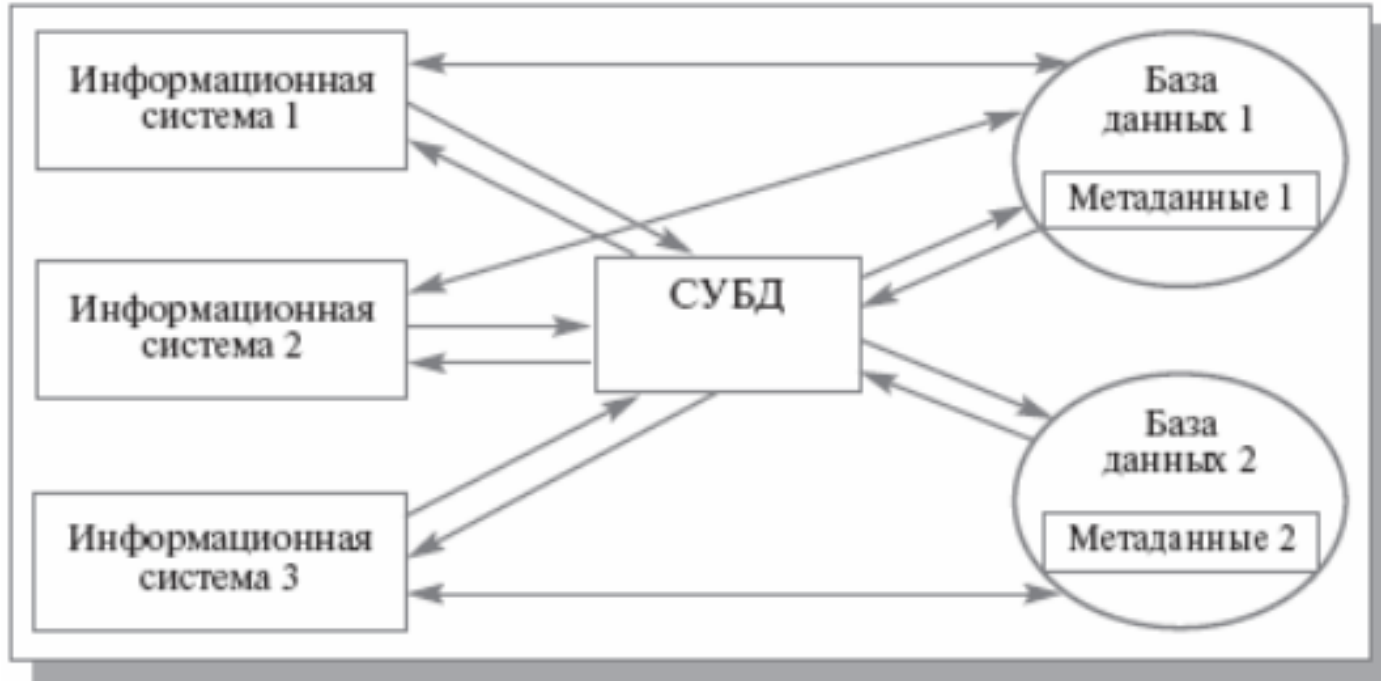 Информационная
система 1
База
данных 1
Метаданные 1
Информационная
система 2
СУБД
База
данных 2
Метаданные 2
Информационная
система 3